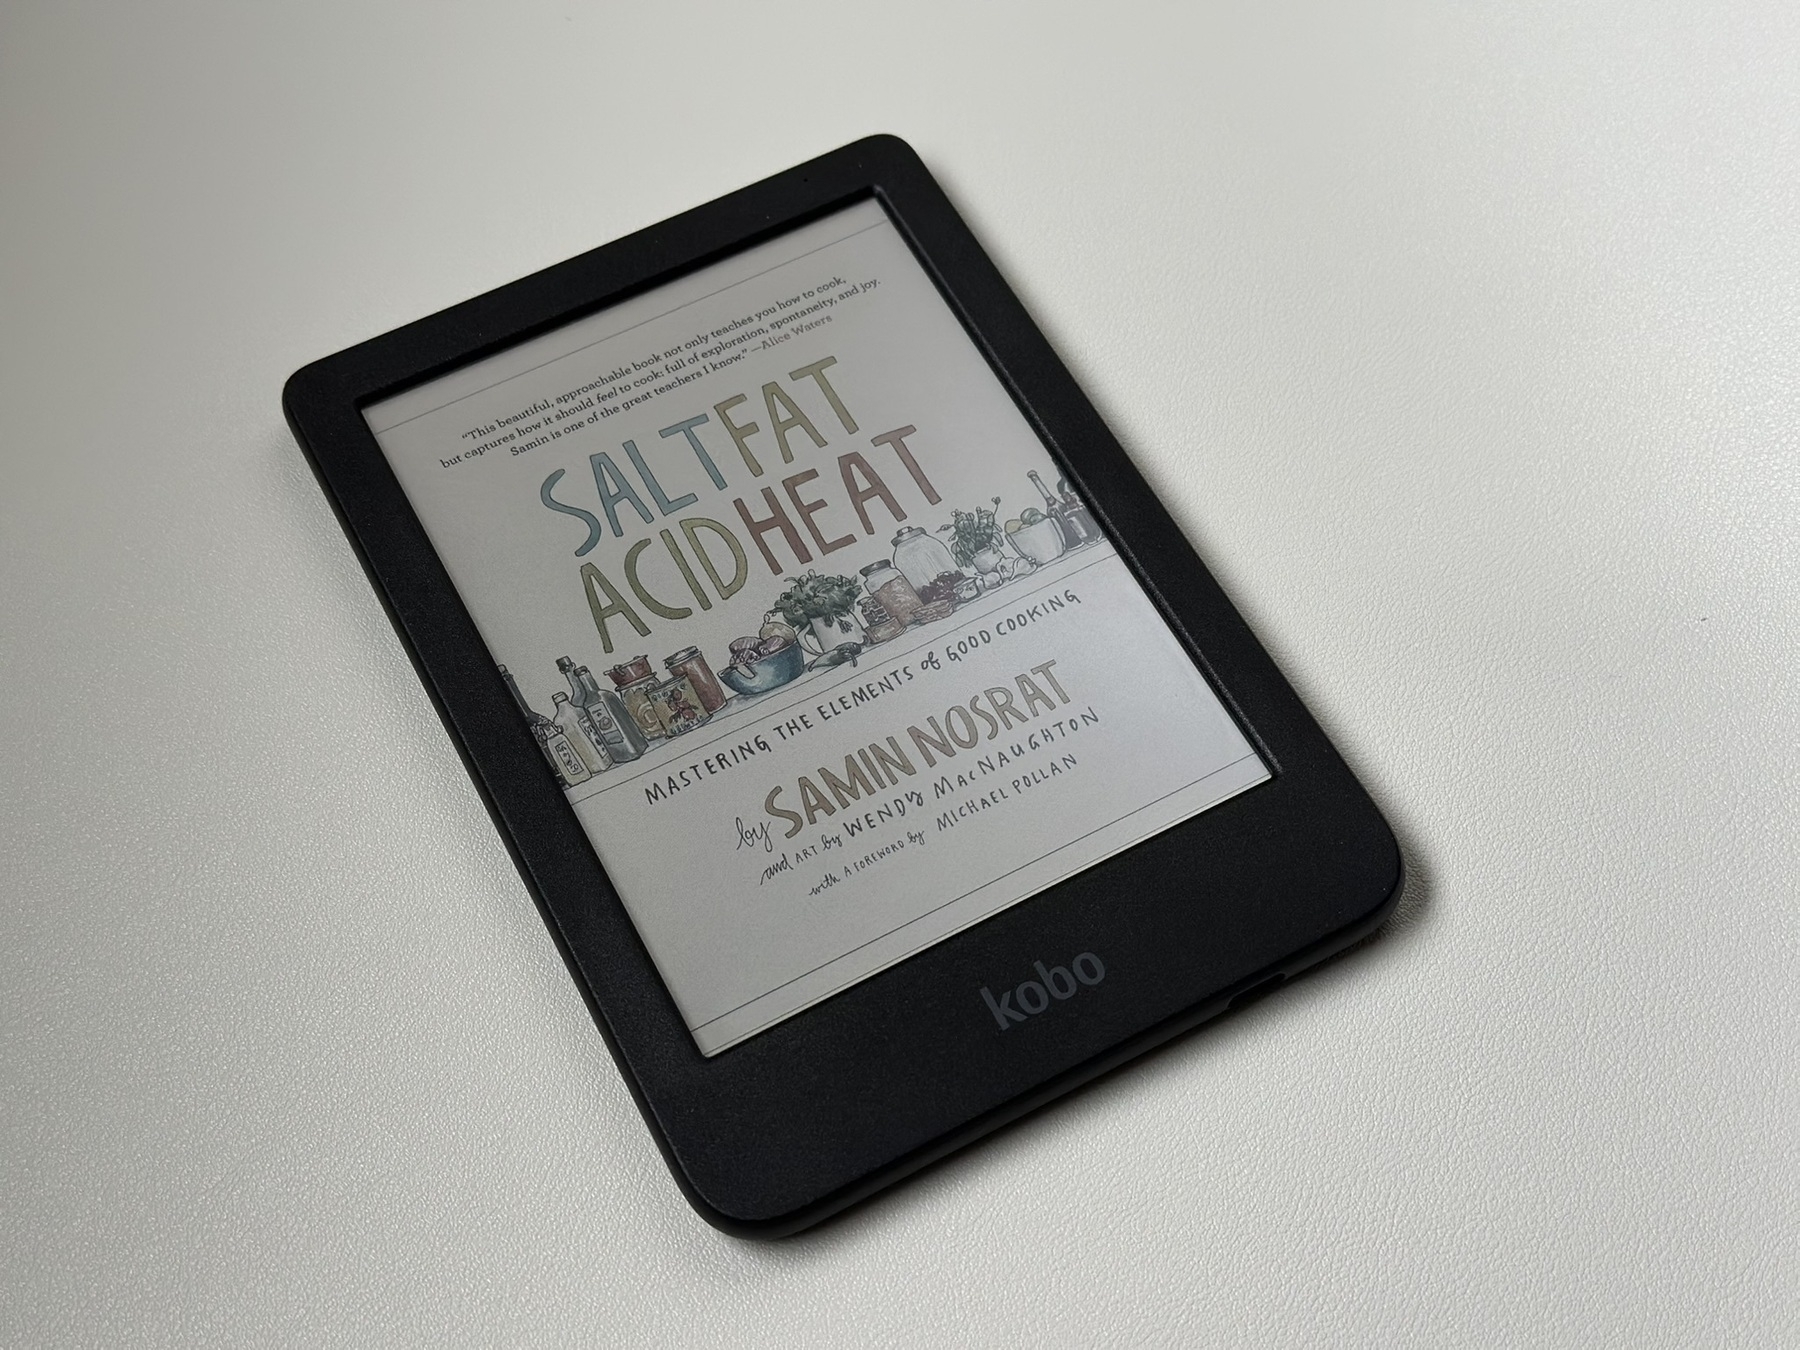 “This beautiful, approachable book not only teaches you how to cook,
but captures how it should feel to cook: full of exploration, spontaneity, and joy.
Samin is one of the great teachers I know.” —Alice Waters
SALT FAT
ACID HEAT
MASTERING THE ELEMENTS of GOOD COOKING
by SAMIN NOSRAT
and ART by WENDY MacNAUGHTON
with A FOREWORD by MICHAEL POLLAN
kobo